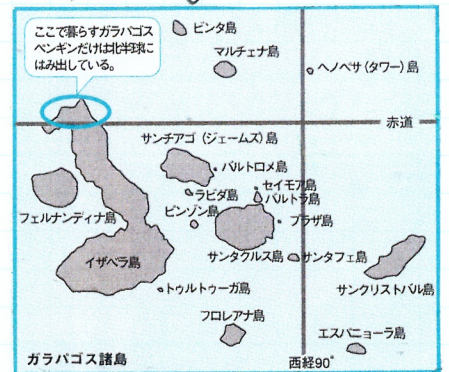 ここで暮らすガラパゴス
ペンギンだけは北半球に
はみ出している。
ピンタ島
マルチェナ島
ヘノベサ（タワー）島
赤道
サンチアゴ（ジェームズ）島
バルトロメ島
セイモア島
ラビダ島
バルトラ島
フェルナンディナ島
ピンゾン島
プラザ島
イザベラ島
サンタクルス島
サンタフェ島
サンクリストバル島
トゥルトゥーガ島
フロレアナ島
エスパニョーラ島
ガラパゴス諸島
西経90°